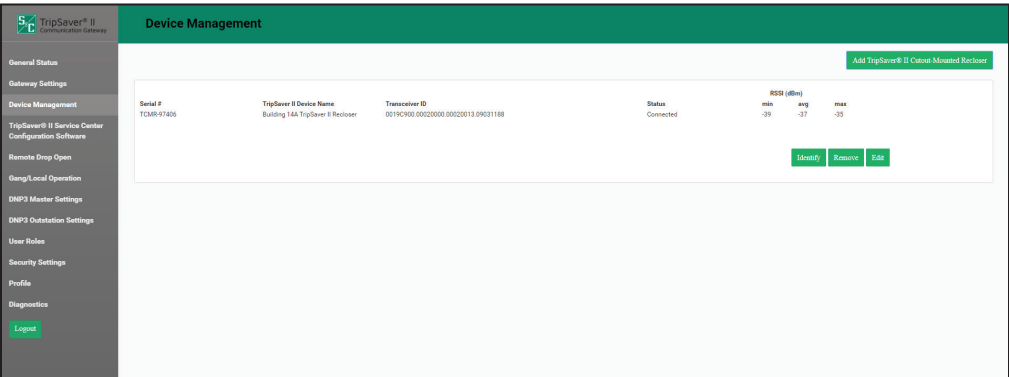 S&C TripSaver® II
Communication Gateway
Device Management
General Status
Gateway Settings
Device Management
TripSaver® II Service Center
Configuration Software
Remote Drop Open
Gang/Local Operation
DNP3 Master Settings
DNP3 Outstation Settings
User Roles
Security Settings
Profile
Diagnostics
Logout
Add TripSaver® II Cutout-Mounted Recloser
RSSI (dBm)
Serial # TripSaver II Device Name Transceiver ID Status min avg max
TCMR-97406 Building 14A TripSaver II Recloser 0019C900.00020000.00020013.09031188 Connected -39 -37 -35
Identify Remove Edit